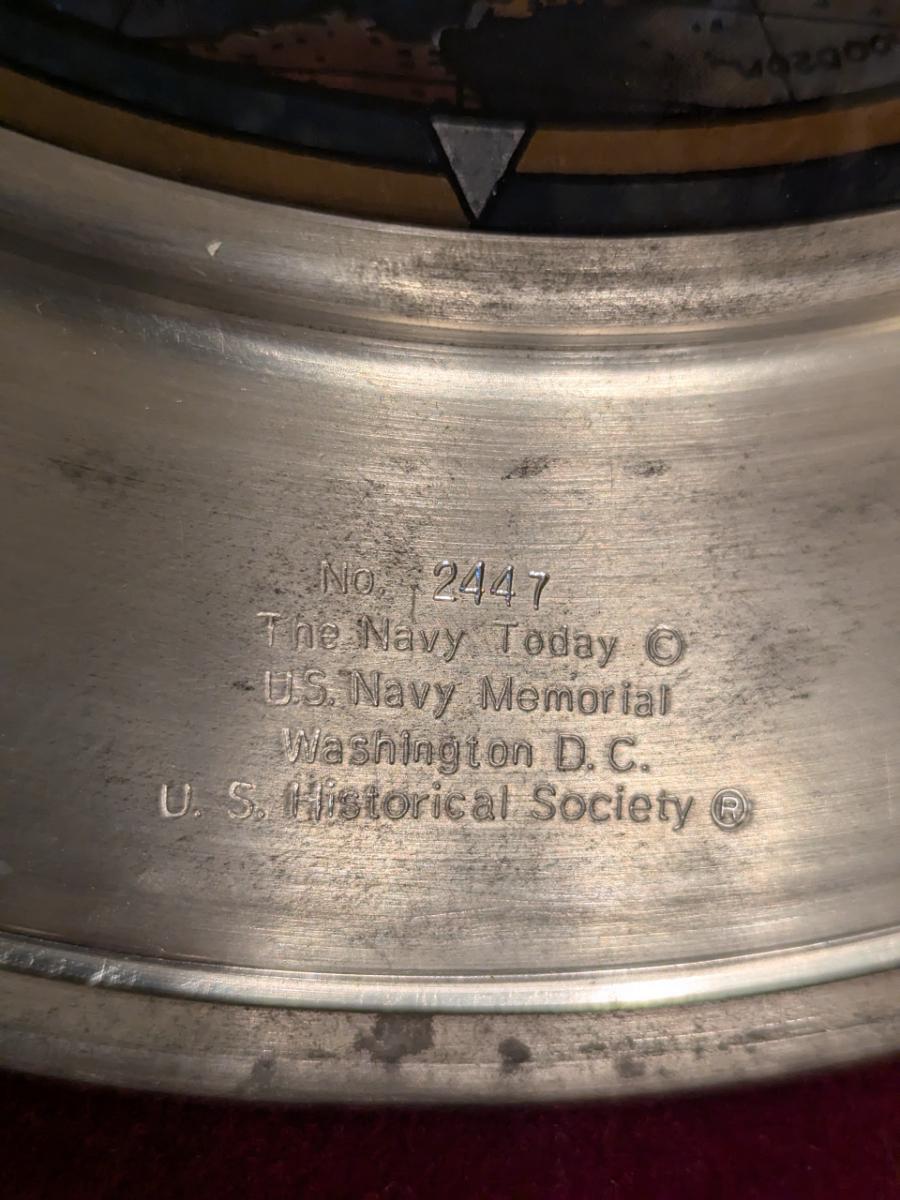 No. 2447
The Navy Today ©
U.S. Navy Memorial
Washington D.C.
U. S. Historical Society ®